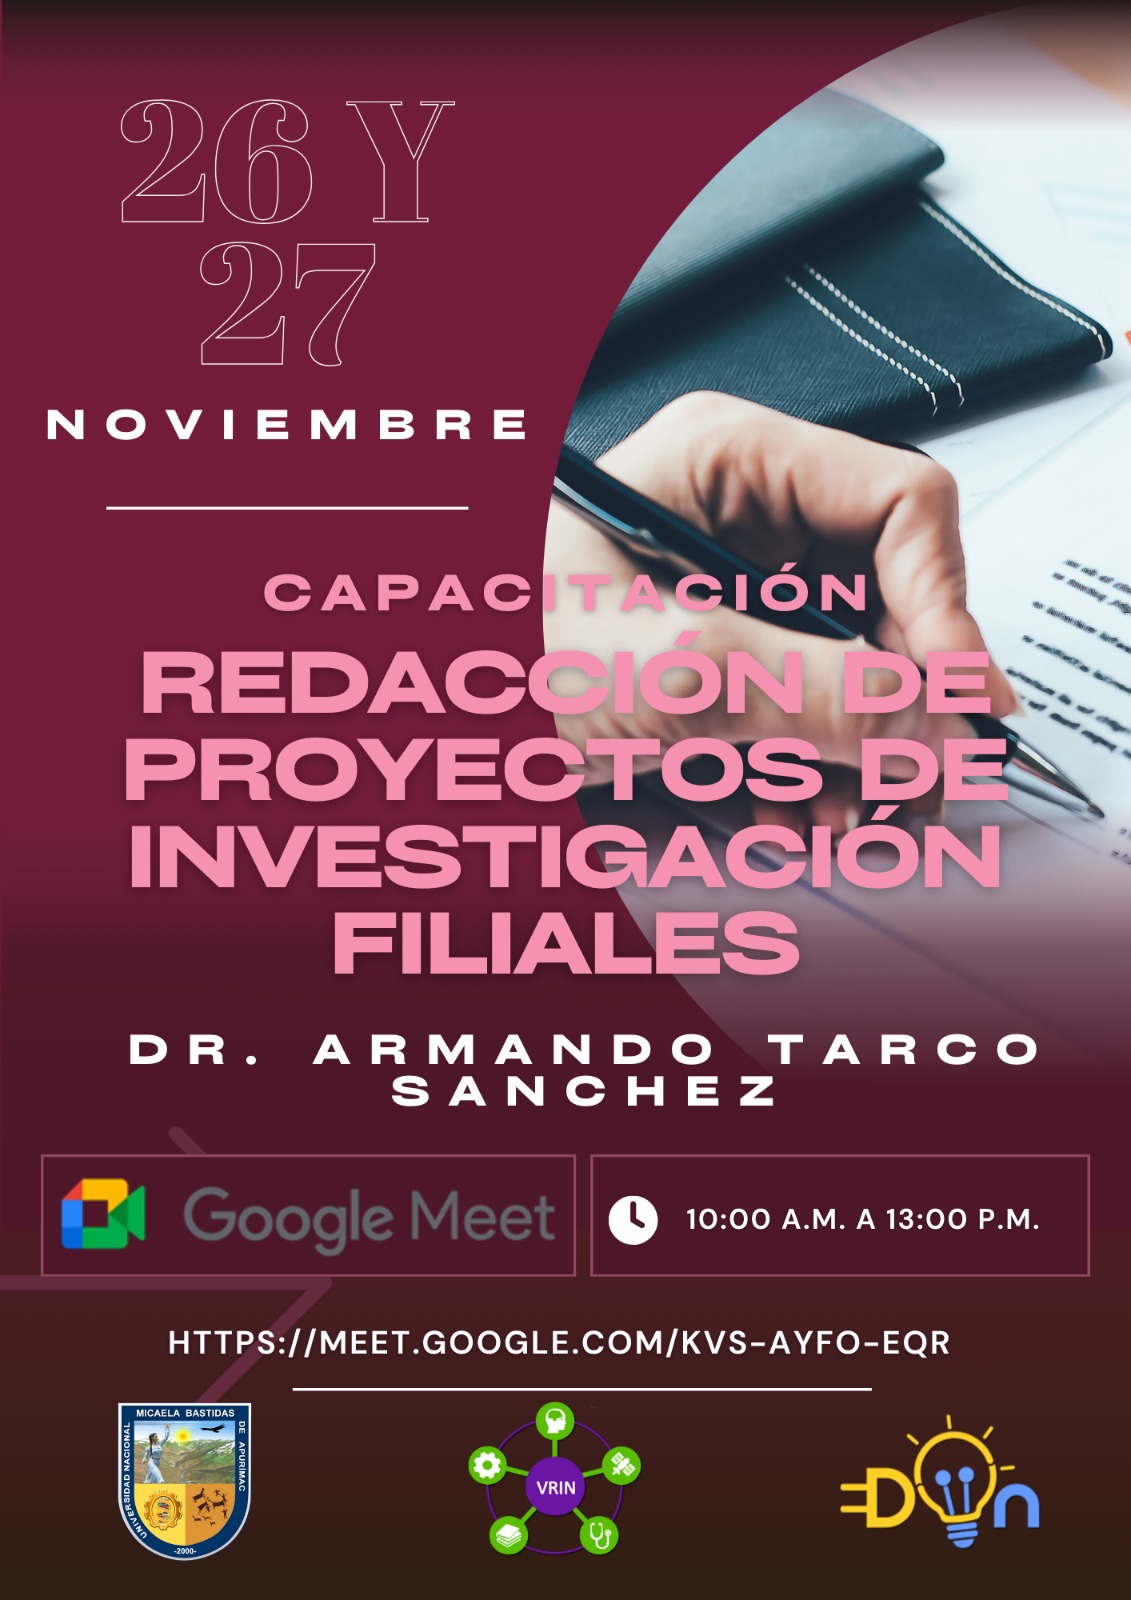 26 Y
27
NOVIEMBRE
CAPACITACIÓN
REDACCIÓN DE
PROYECTOS DE
INVESTIGACIÓN
FILIALES
DR. ARMANDO TARCO
SANCHEZ
Google Meet
10:00 A.M. A 13:00 P.M.
HTTPS://MEET.GOOGLE.COM/KVS-AYFO-EQR
UNIVERSIDAD NACIONAL
MICAELA BASTIDAS
DE APURIMAC
-2000-
VRIN